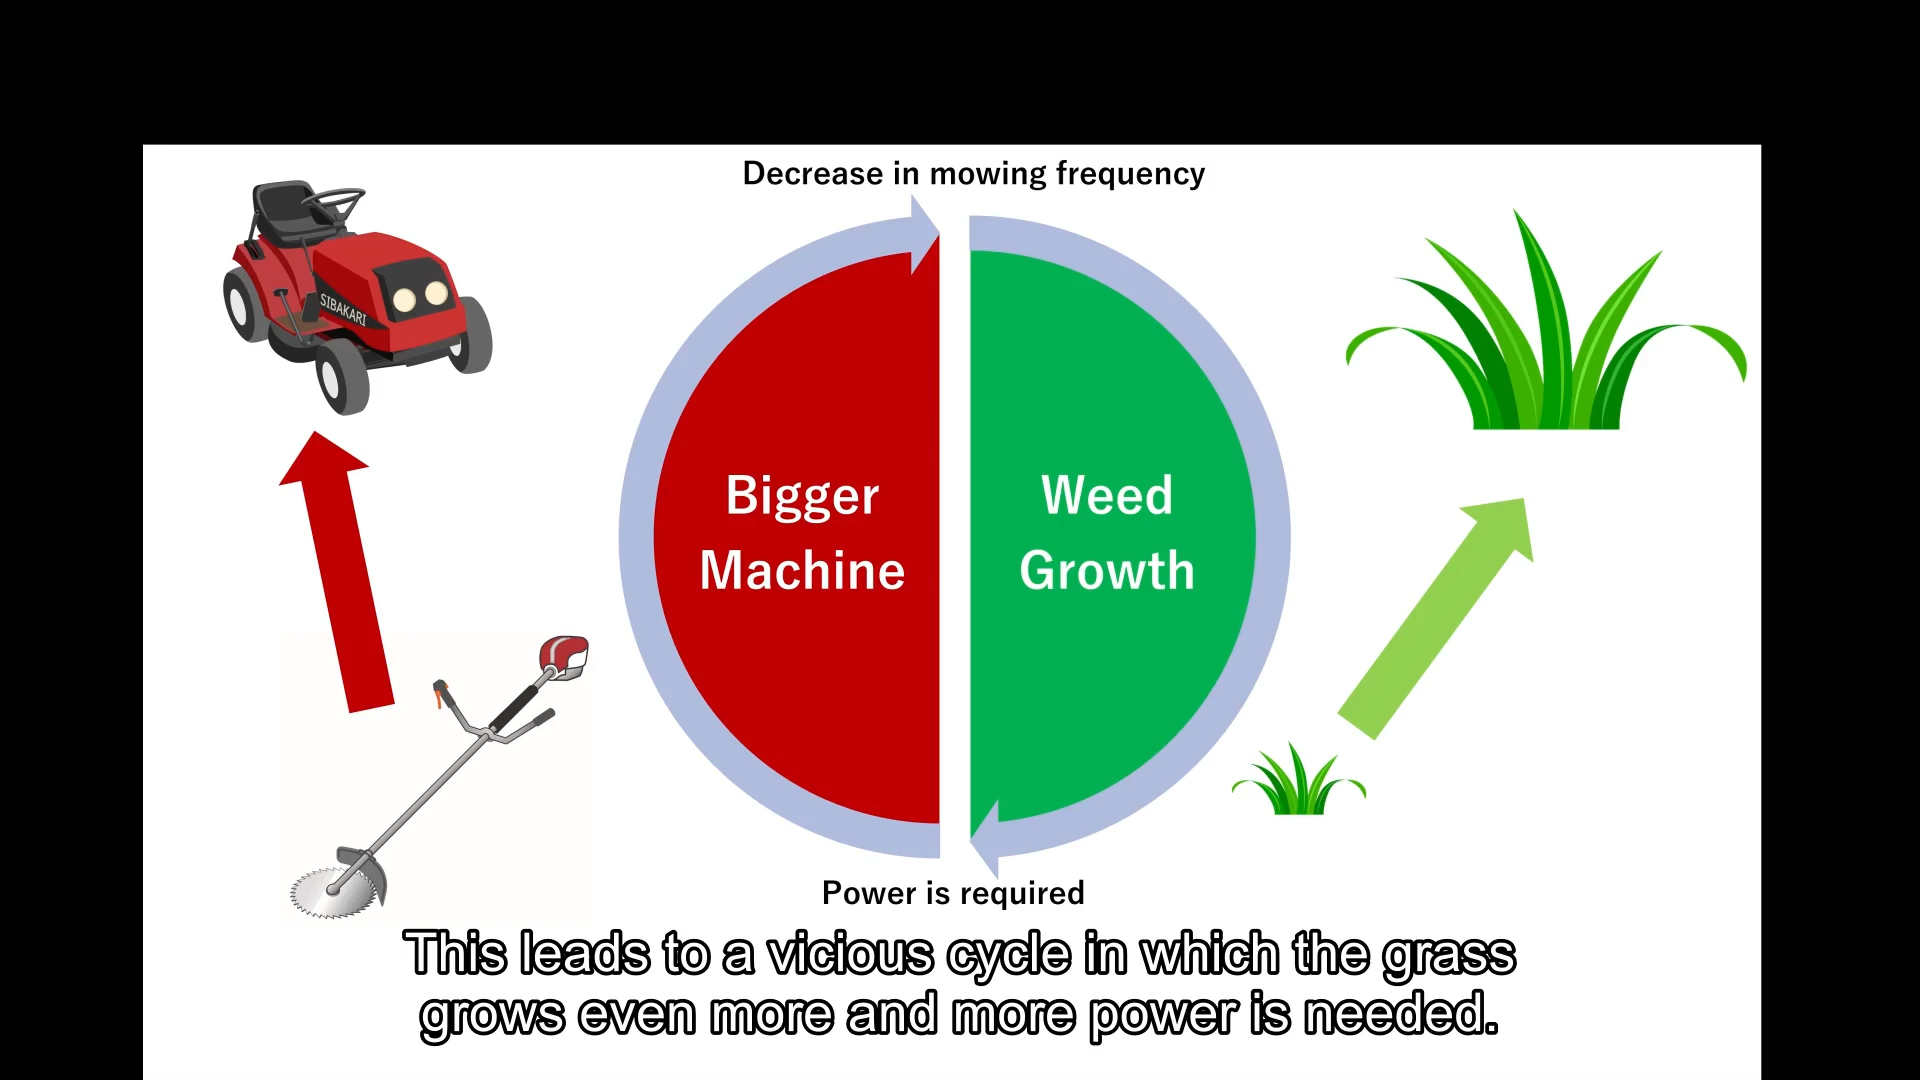 Decrease in mowing frequency
SIBAKARI
Bigger
Machine
Weed
Growth
Power is required
This leads to a vicious cycle in which the grass
grows even more and more power is needed.